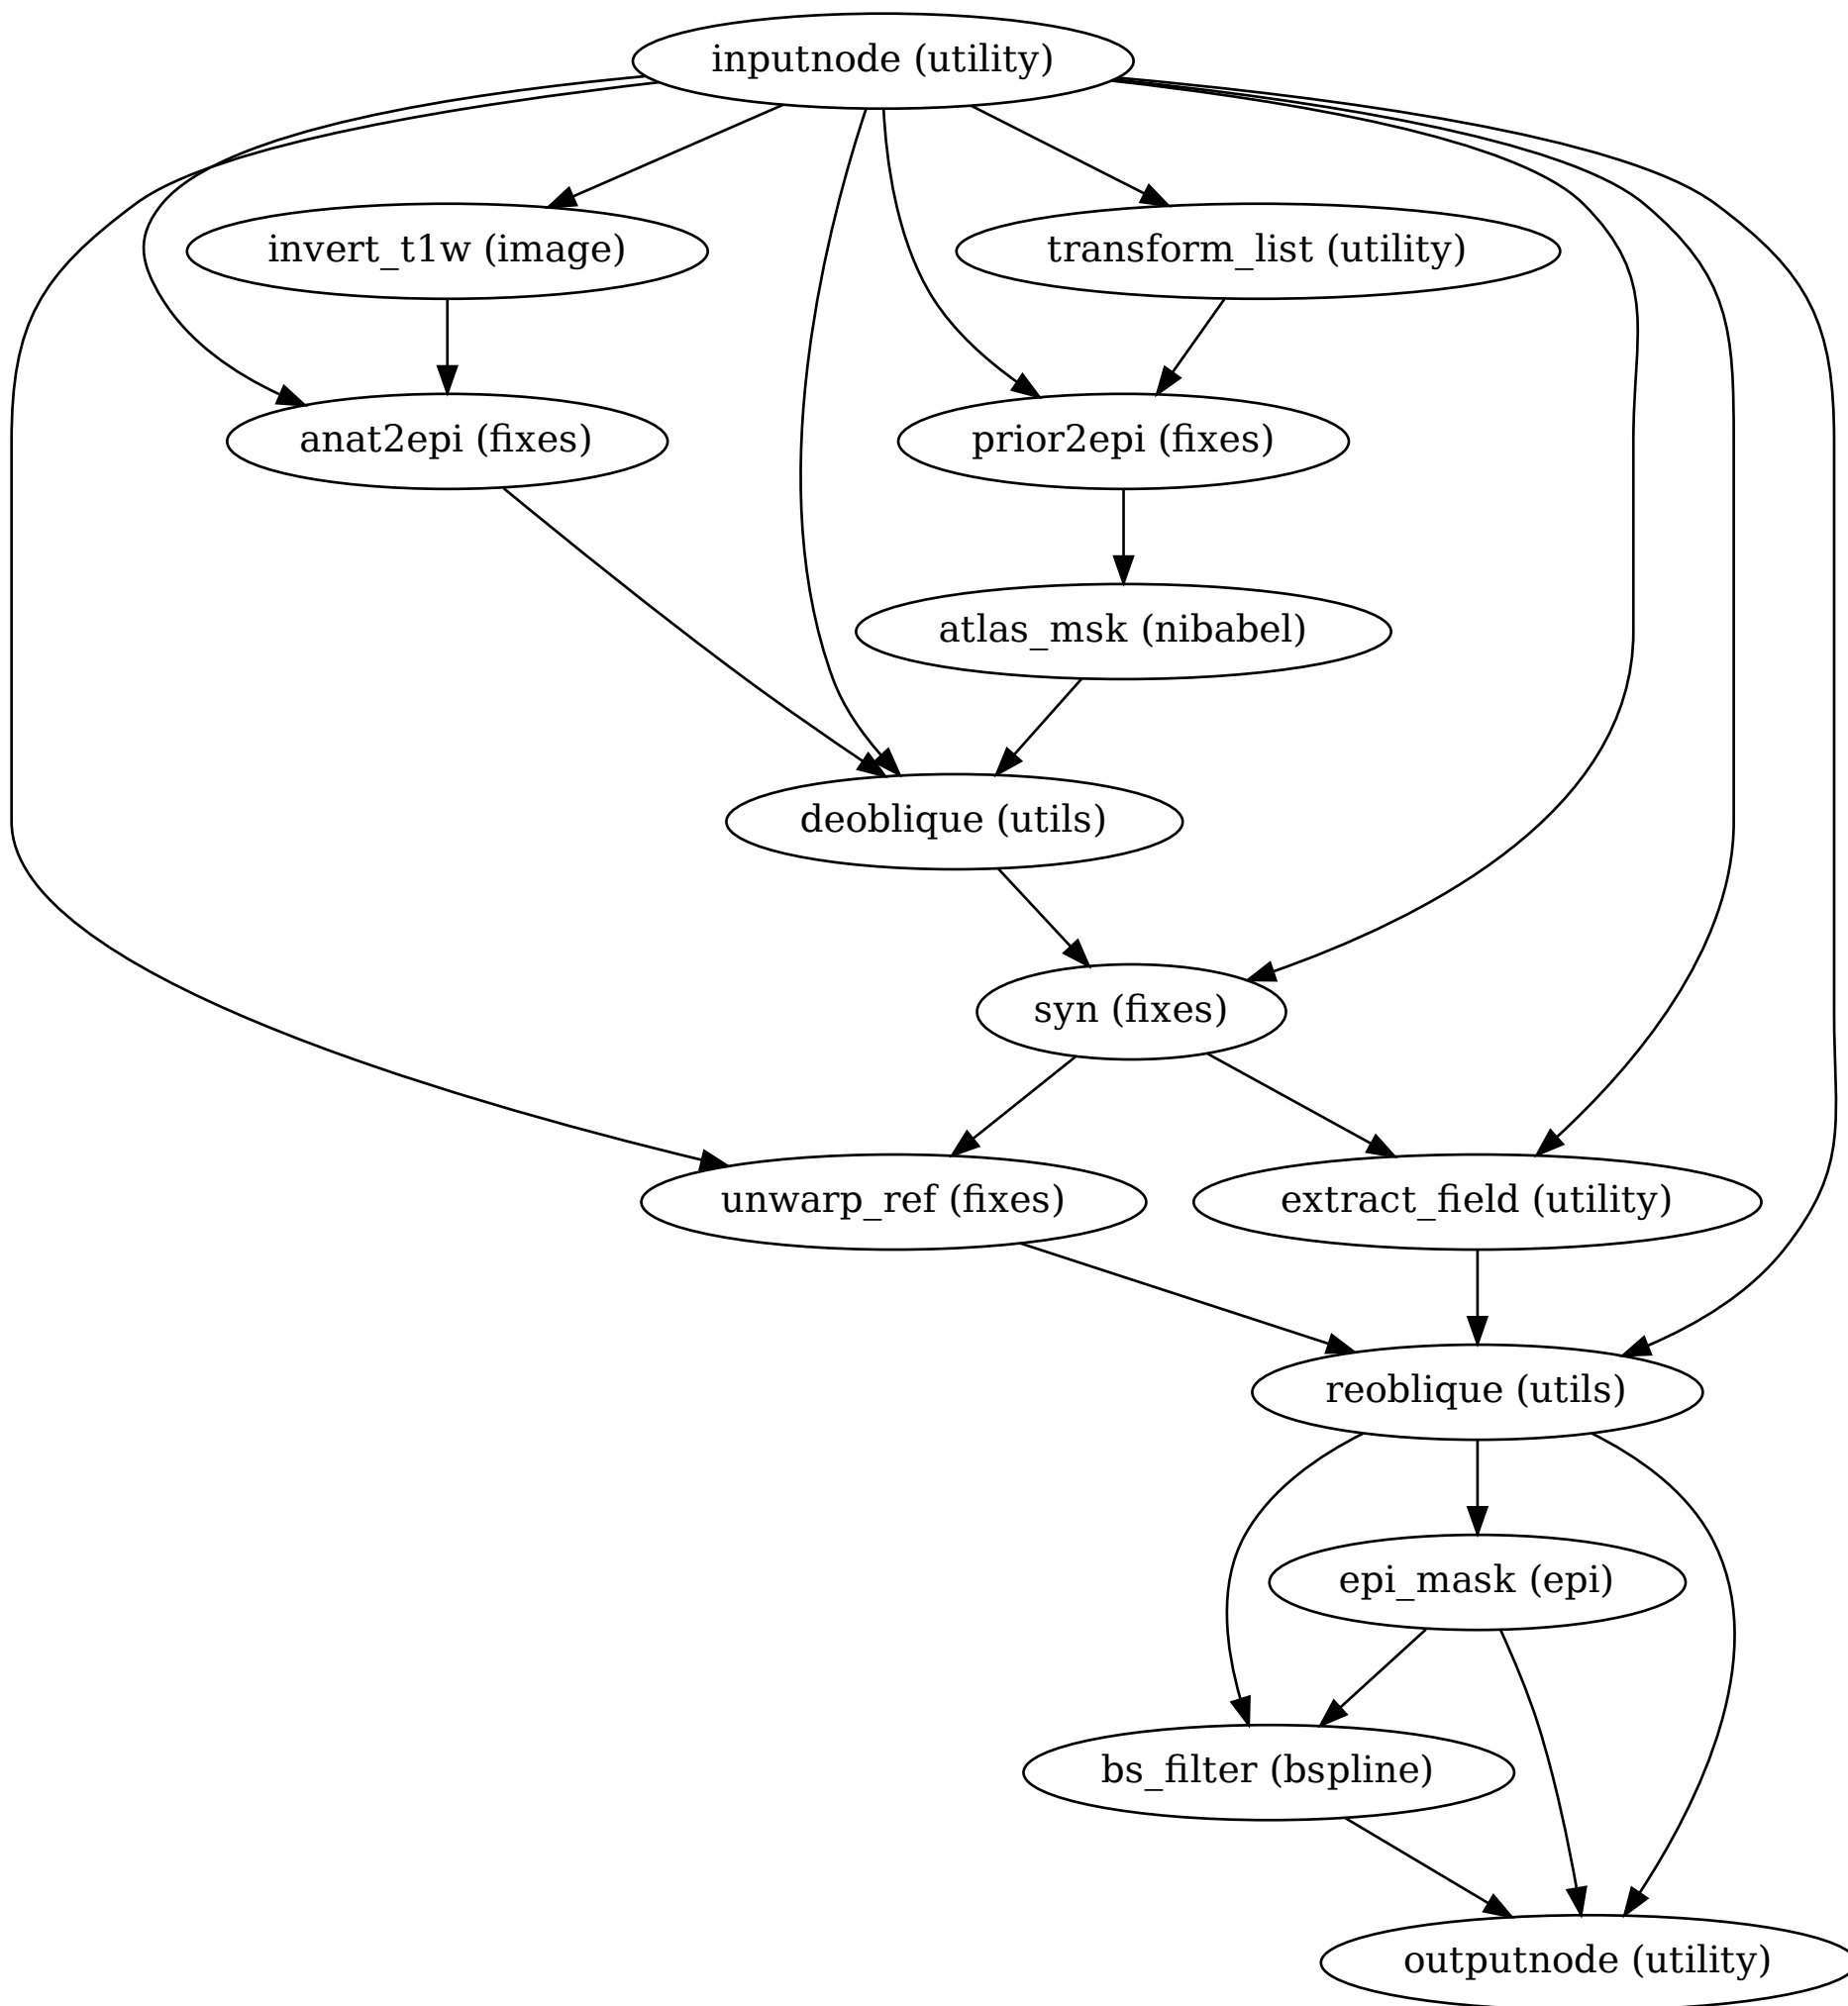 inputnode (utility)
invert_t1w (image)
transform_list (utility)
anat2epi (fixes)
prior2epi (fixes)
atlas_msk (nibabel)
deoblique (utils)
syn (fixes)
unwarp_ref (fixes)
extract_field (utility)
reoblique (utils)
epi_mask (epi)
bs_filter (bspline)
outputnode (utility)